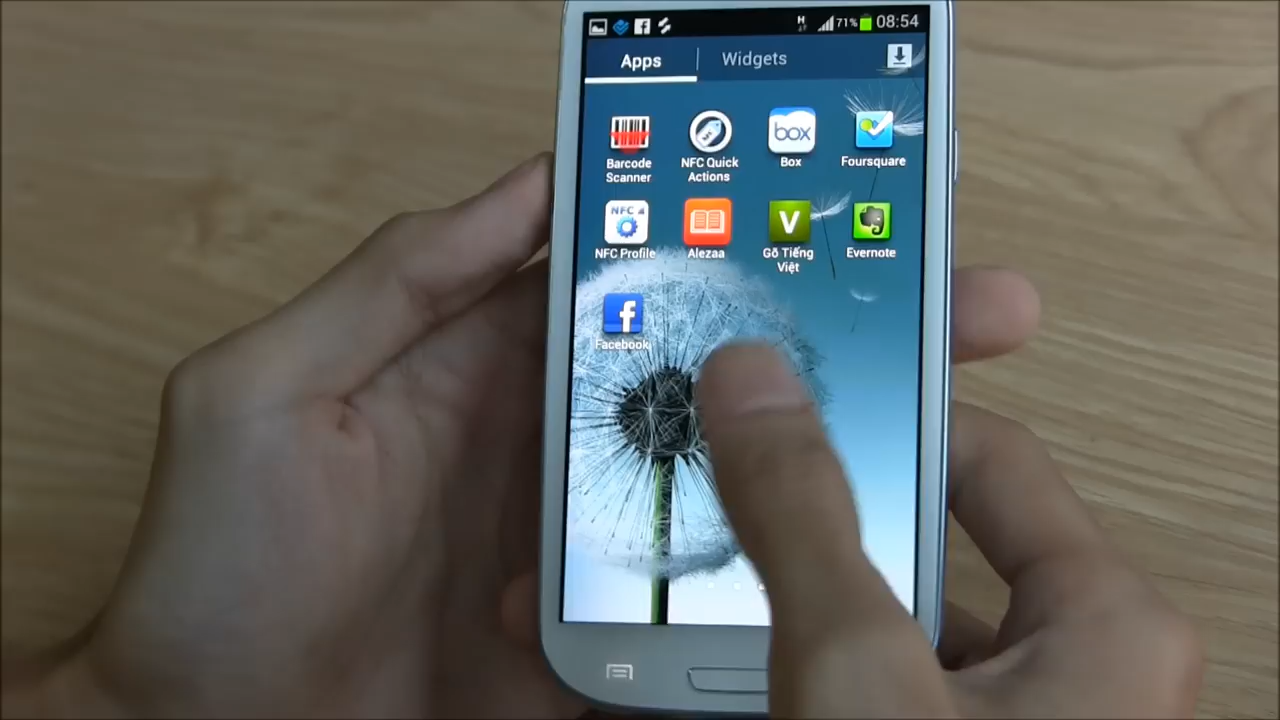 H 71% 08:54
Apps Widgets
Barcode Scanner
NFC Quick Actions
box
Box
Foursquare
NFC
NFC Profile
Alezaa
V
Gõ Tiếng Việt
Evernote
f
Facebook